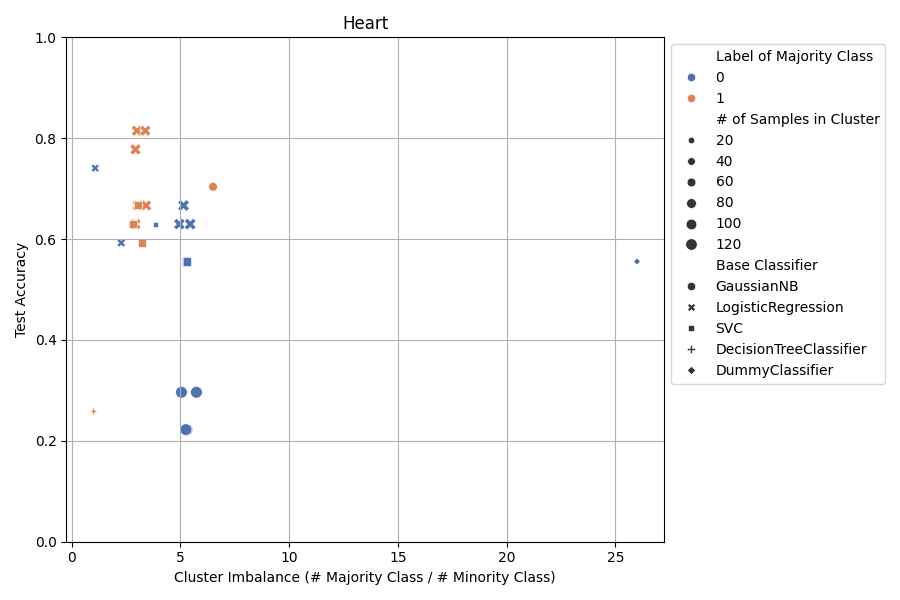 Heart
1.0
0.8
0.6
0.4
0.2
0.0
Test Accuracy
0
5
10
15
20
25
Cluster Imbalance (# Majority Class / # Minority Class)
Label of Majority Class
0
1
# of Samples in Cluster
20
40
60
80
100
120
Base Classifier
GaussianNB
LogisticRegression
SVC
DecisionTreeClassifier
DummyClassifier